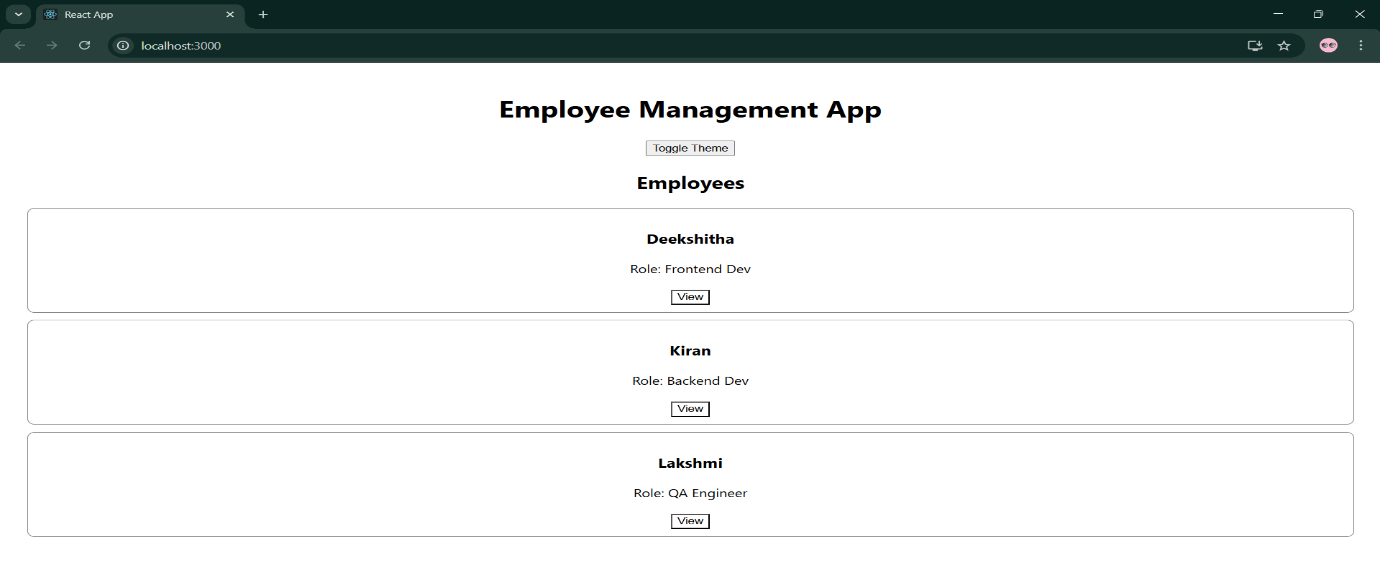 React App
localhost:3000
Employee Management App
Toggle Theme
Employees
Deekshitha
Role: Frontend Dev
View
Kiran
Role: Backend Dev
View
Lakshmi
Role: QA Engineer
View